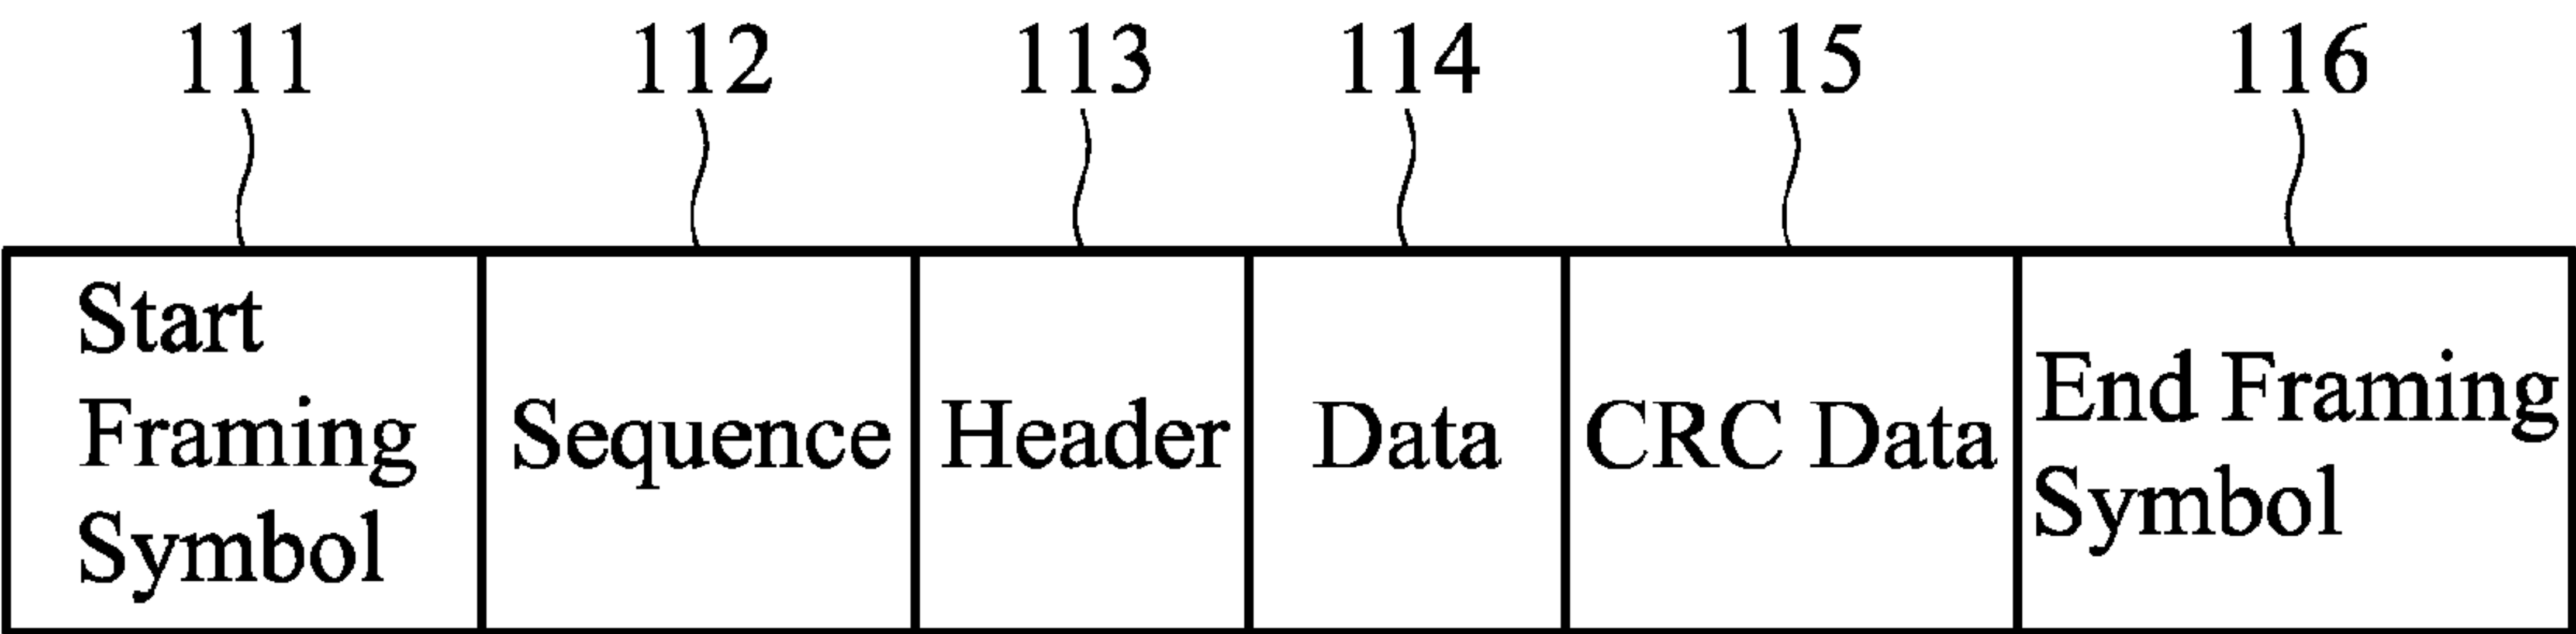 111 112 113 114 115 116
Start
Framing
Symbol
Sequence
Header
Data
CRC Data
End Framing
Symbol